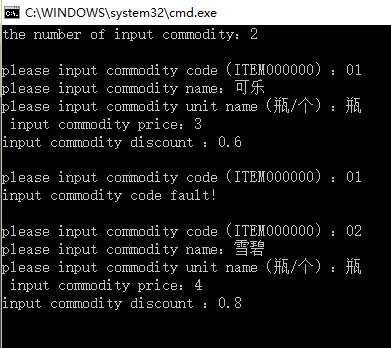 C:\WINDOWS\system32\cmd.exe
the number of input commodity：2
please input commodity code（ITEM000000）：01
please input commodity name：可乐
please input commodity unit name（瓶/个）：瓶
input commodity price：3
input commodity discount ：0.6
please input commodity code（ITEM000000）：01
input commodity code fault!
please input commodity code（ITEM000000）：02
please input commodity name：雪碧
please input commodity unit name（瓶/个）：瓶
input commodity price：4
input commodity discount ：0.8